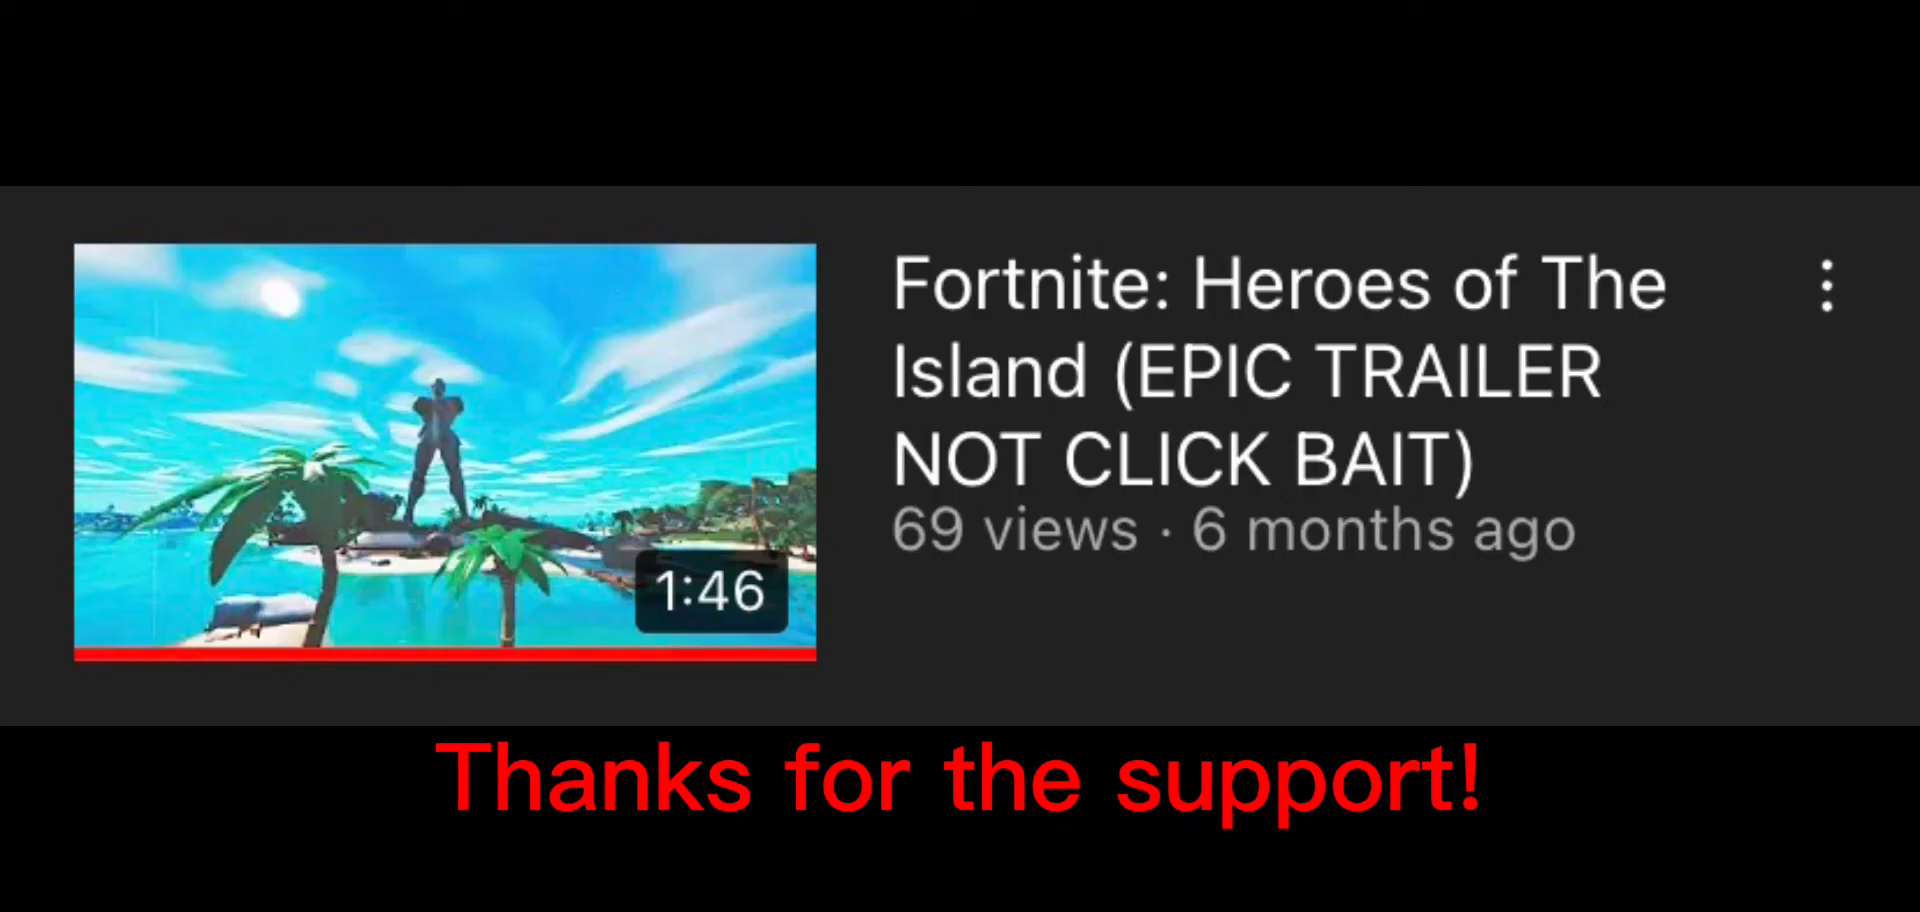 Fortnite: Heroes of The
Island (EPIC TRAILER
NOT CLICK BAIT)
69 views · 6 months ago
1:46
Thanks for the support!